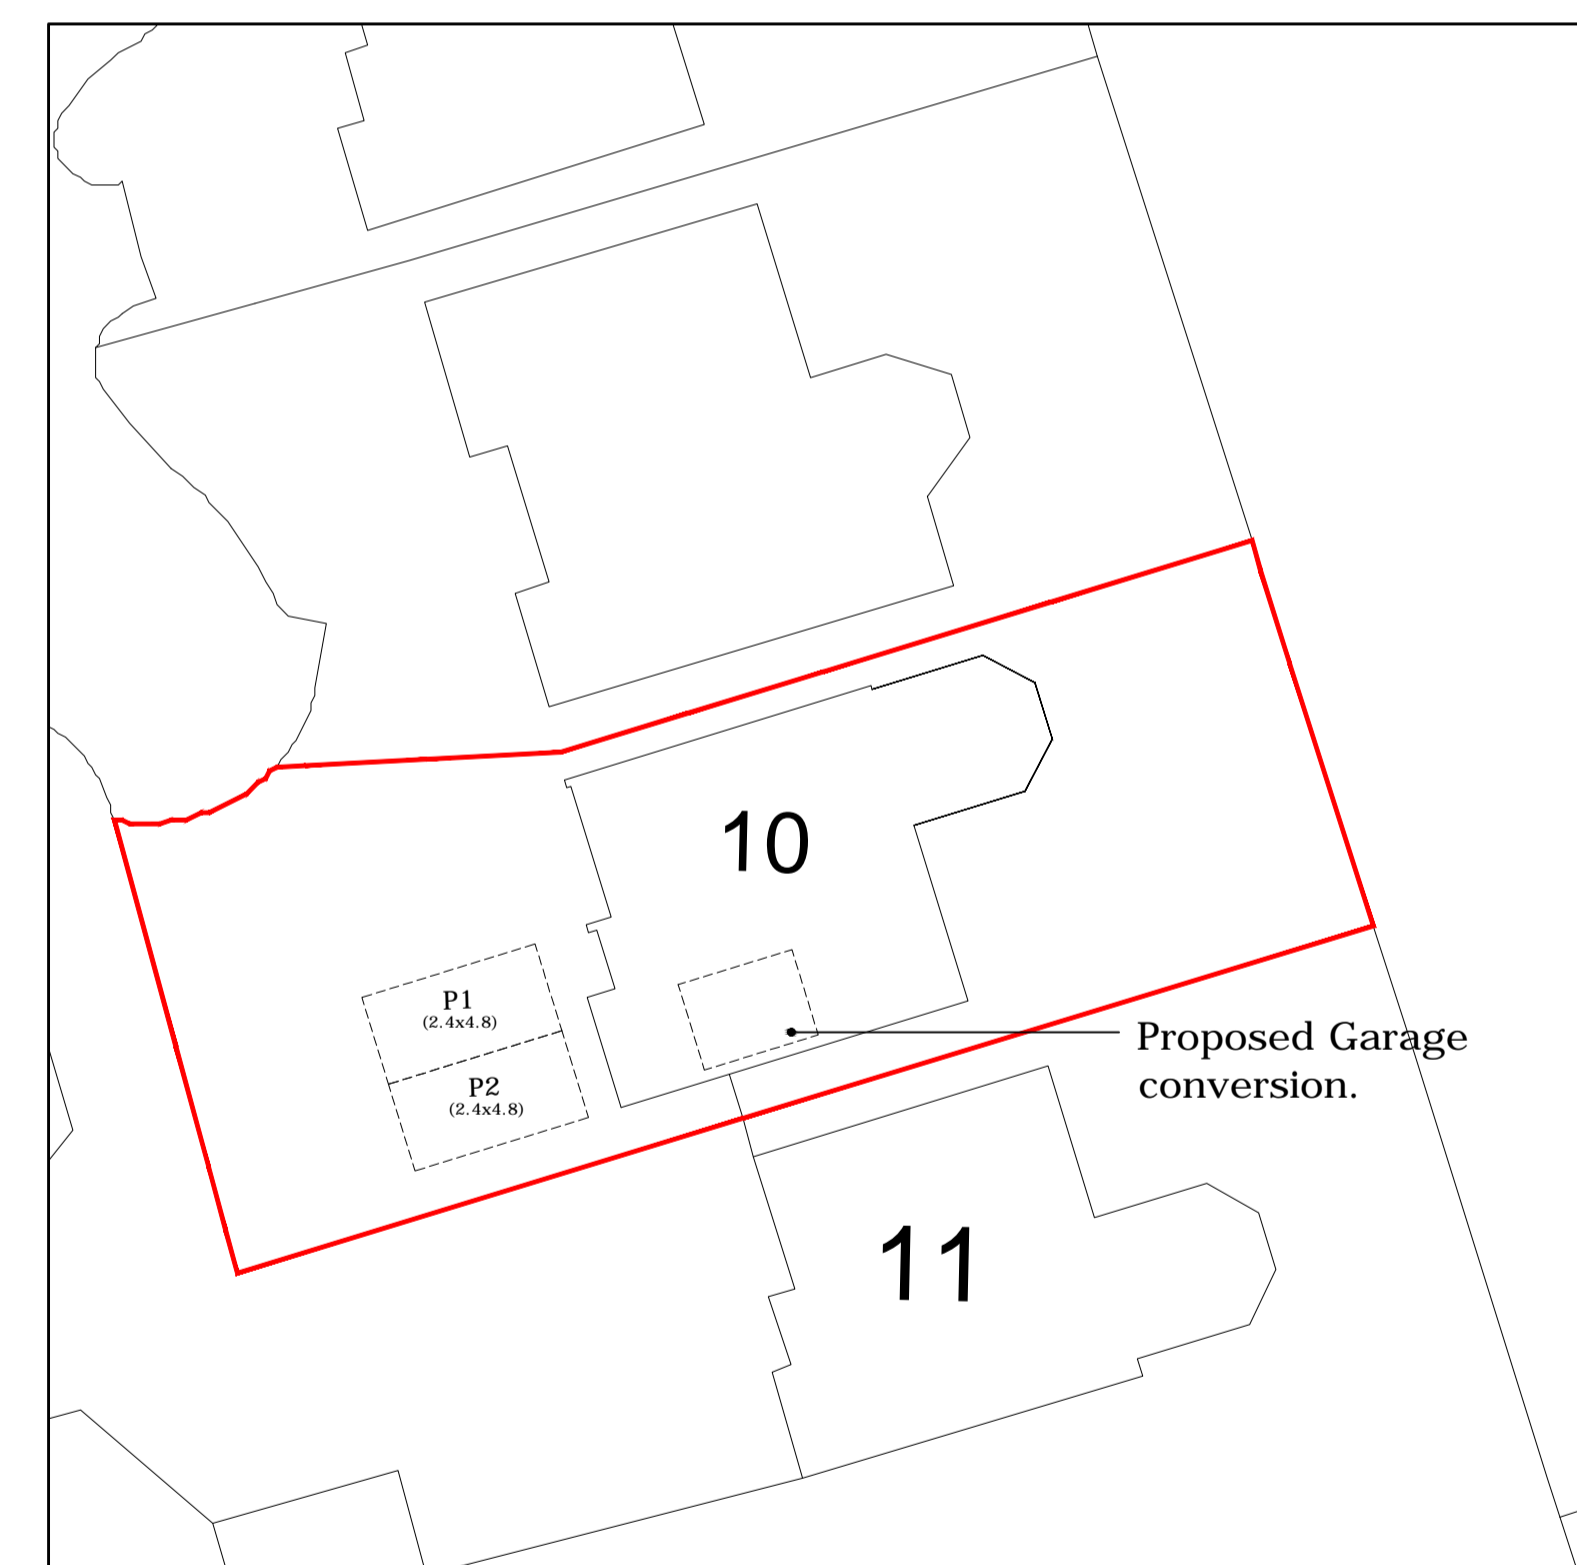 10
P1
(2.4x4.8)
P2
(2.4x4.8)
Proposed Garage
conversion.
11